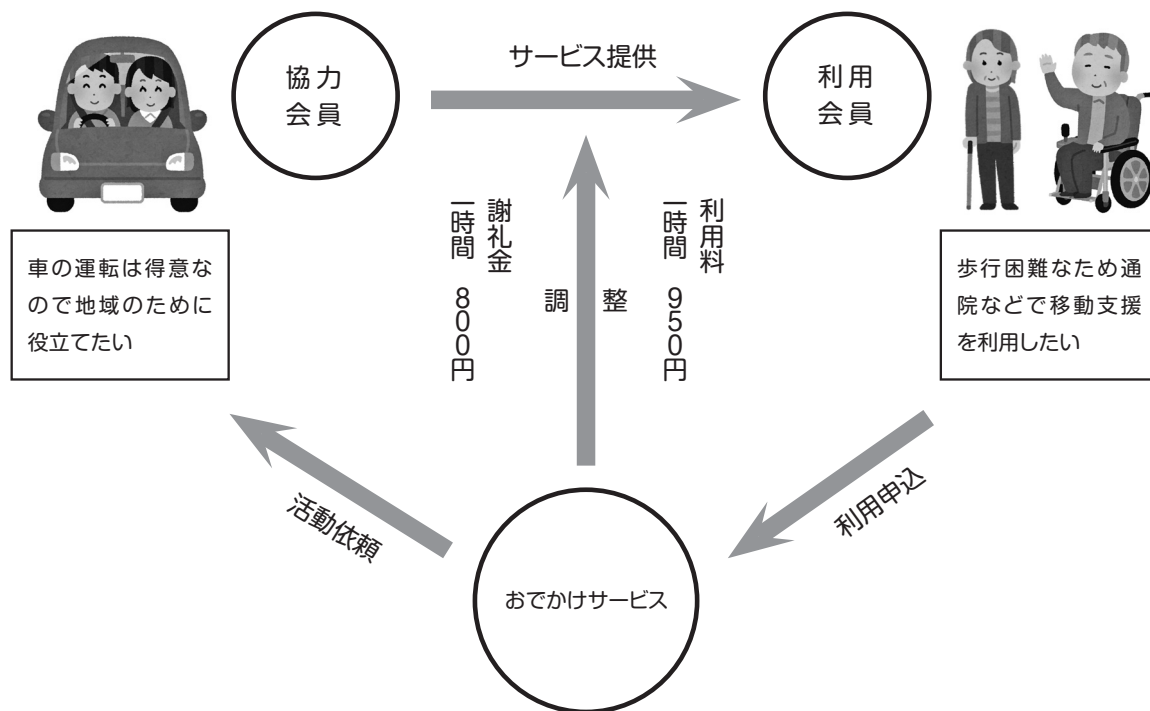 協力
会員
サービス提供
利用
会員
車の運転は得意な
ので地域のために
役立てたい
謝礼金
一時間 800円
調整
利用料
一時間 950円
歩行困難なため通
院などで移動支援
を利用したい
活動依頼
利用申込
おでかけサービス